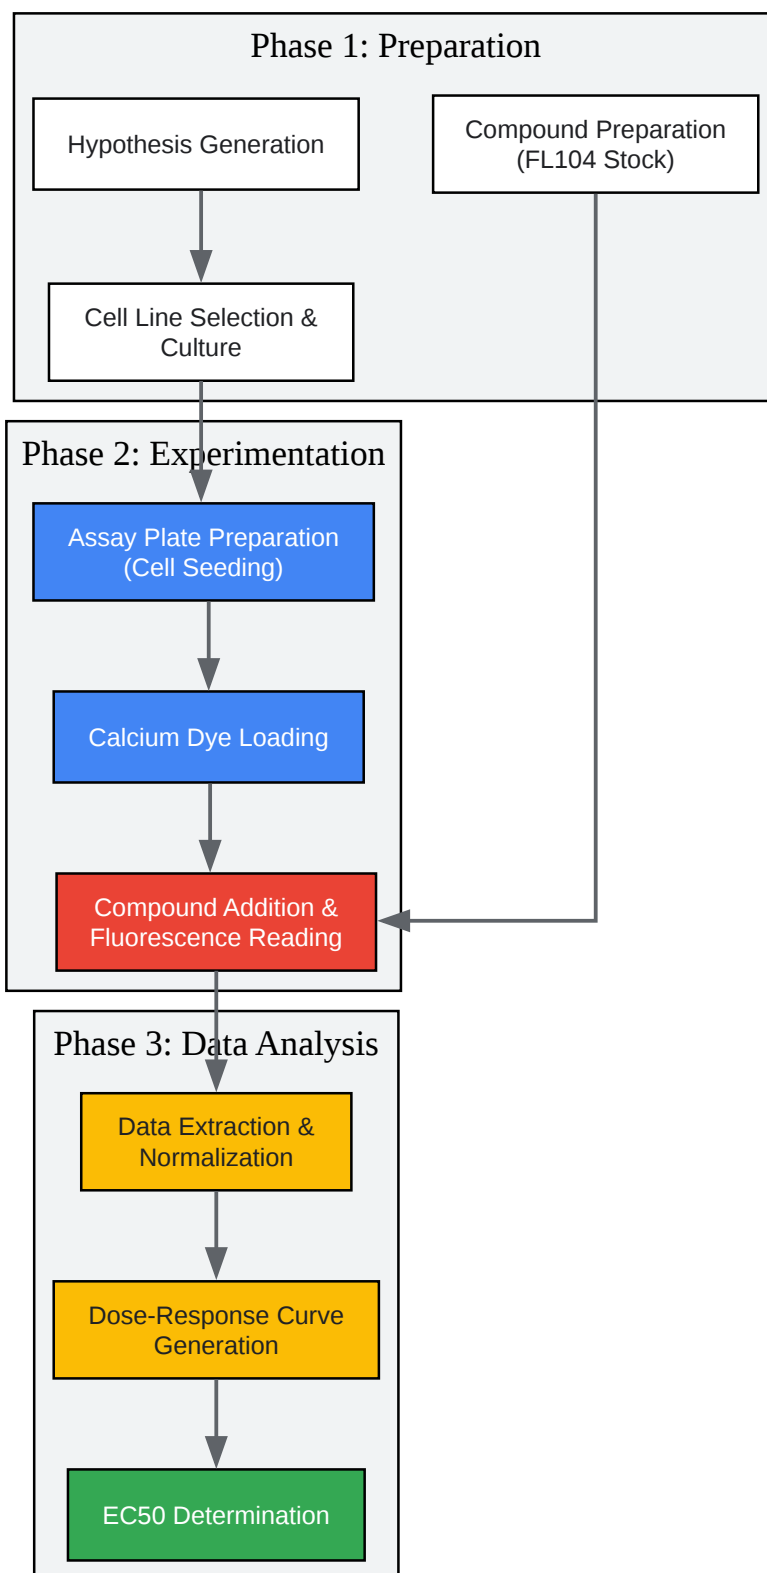 Phase 1: Preparation
Hypothesis Generation
Compound Preparation
(FL104 Stock)
Cell Line Selection &
Culture
Phase 2: Experimentation
Assay Plate Preparation
(Cell Seeding)
Calcium Dye Loading
Compound Addition &
Fluorescence Reading
Phase 3: Data Analysis
Data Extraction &
Normalization
Dose-Response Curve
Generation
EC50 Determination